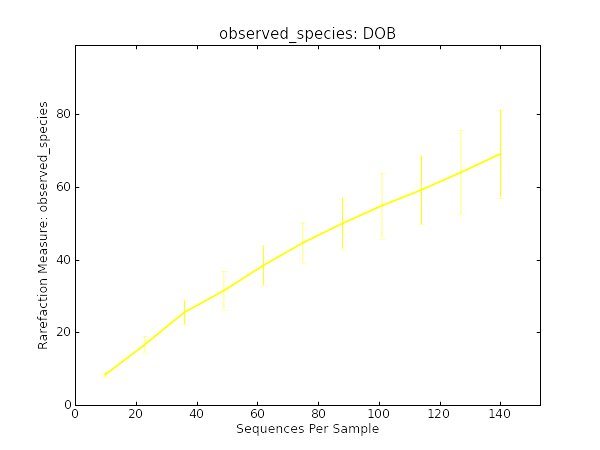 observed_species: DOB
Rarefaction Measure: observed_species
80
60
40
20
0
0 20 40 60 80 100 120 140
Sequences Per Sample